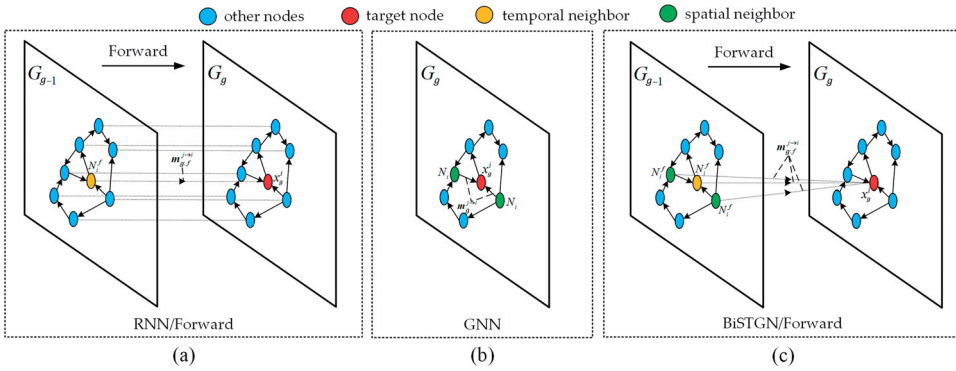 other nodes target node temporal neighbor spatial neighbor
Forward
G_{g-1} G_g
N_i^f m_{g:f}^{j→i} x_g^i
RNN/Forward
(a)
G_g
N_i x_g^i
m_g^{j→i} N_i
GNN
(b)
Forward
G_{g-1} G_g
m_{g:f}^{j→i}
N_i^f N_i^f x_g^i
N_i^f
BiSTGN/Forward
(c)